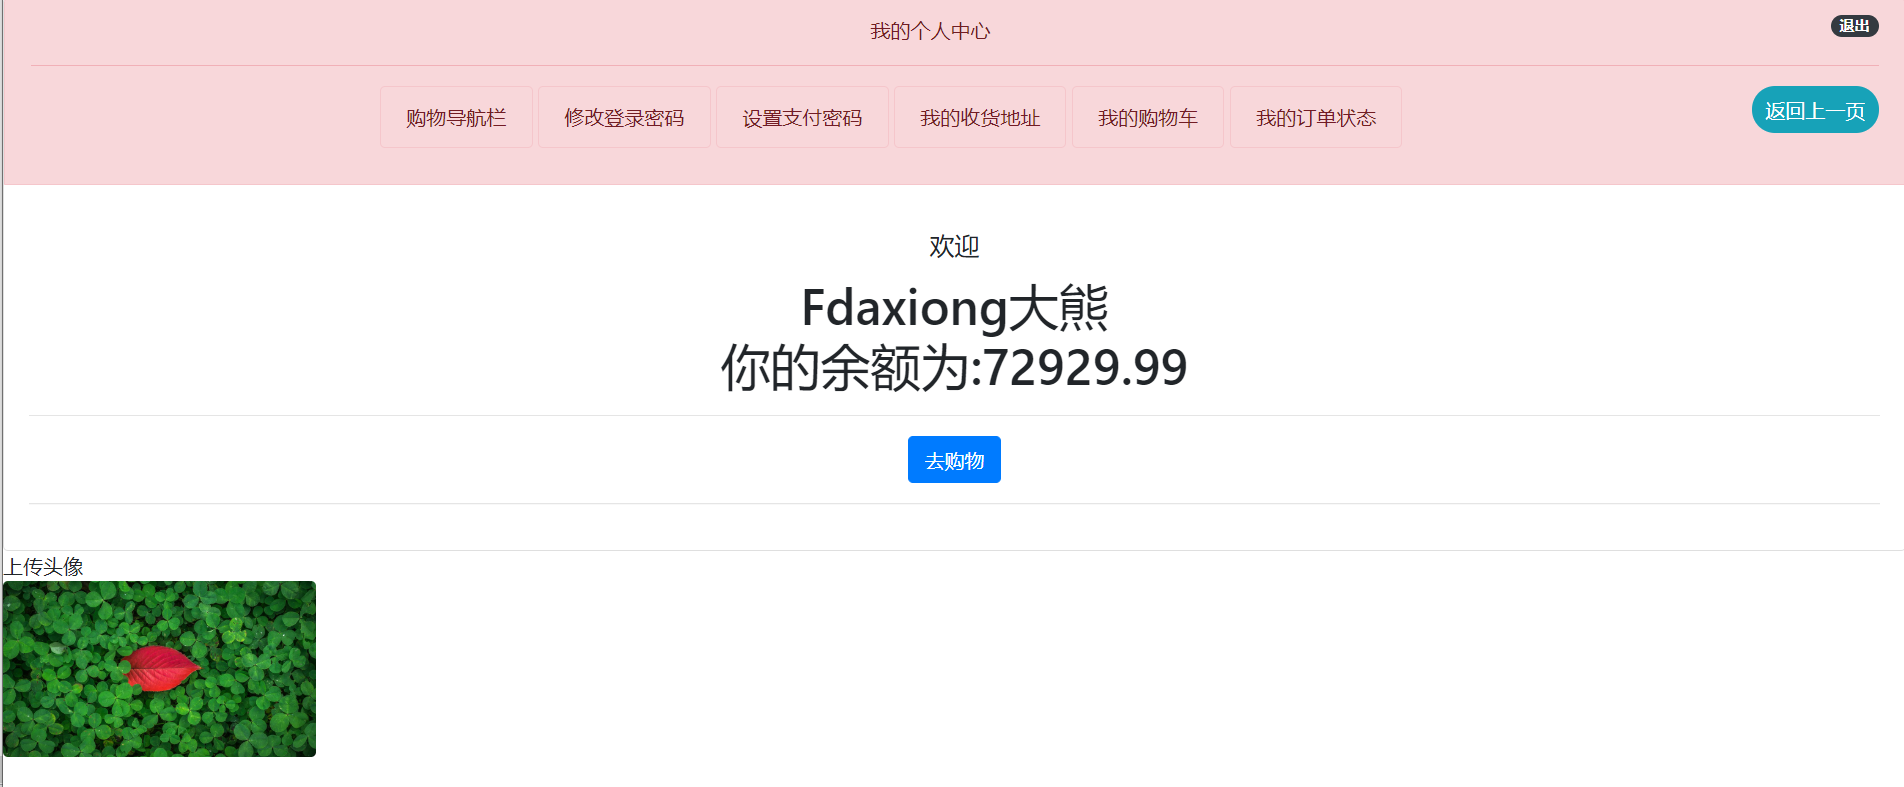 我的个人中心
退出
购物导航栏 修改登录密码 设置支付密码 我的收货地址 我的购物车 我的订单状态
返回上一页
欢迎
Fdaxiong大熊
你的余额为:72929.99
去购物
上传头像